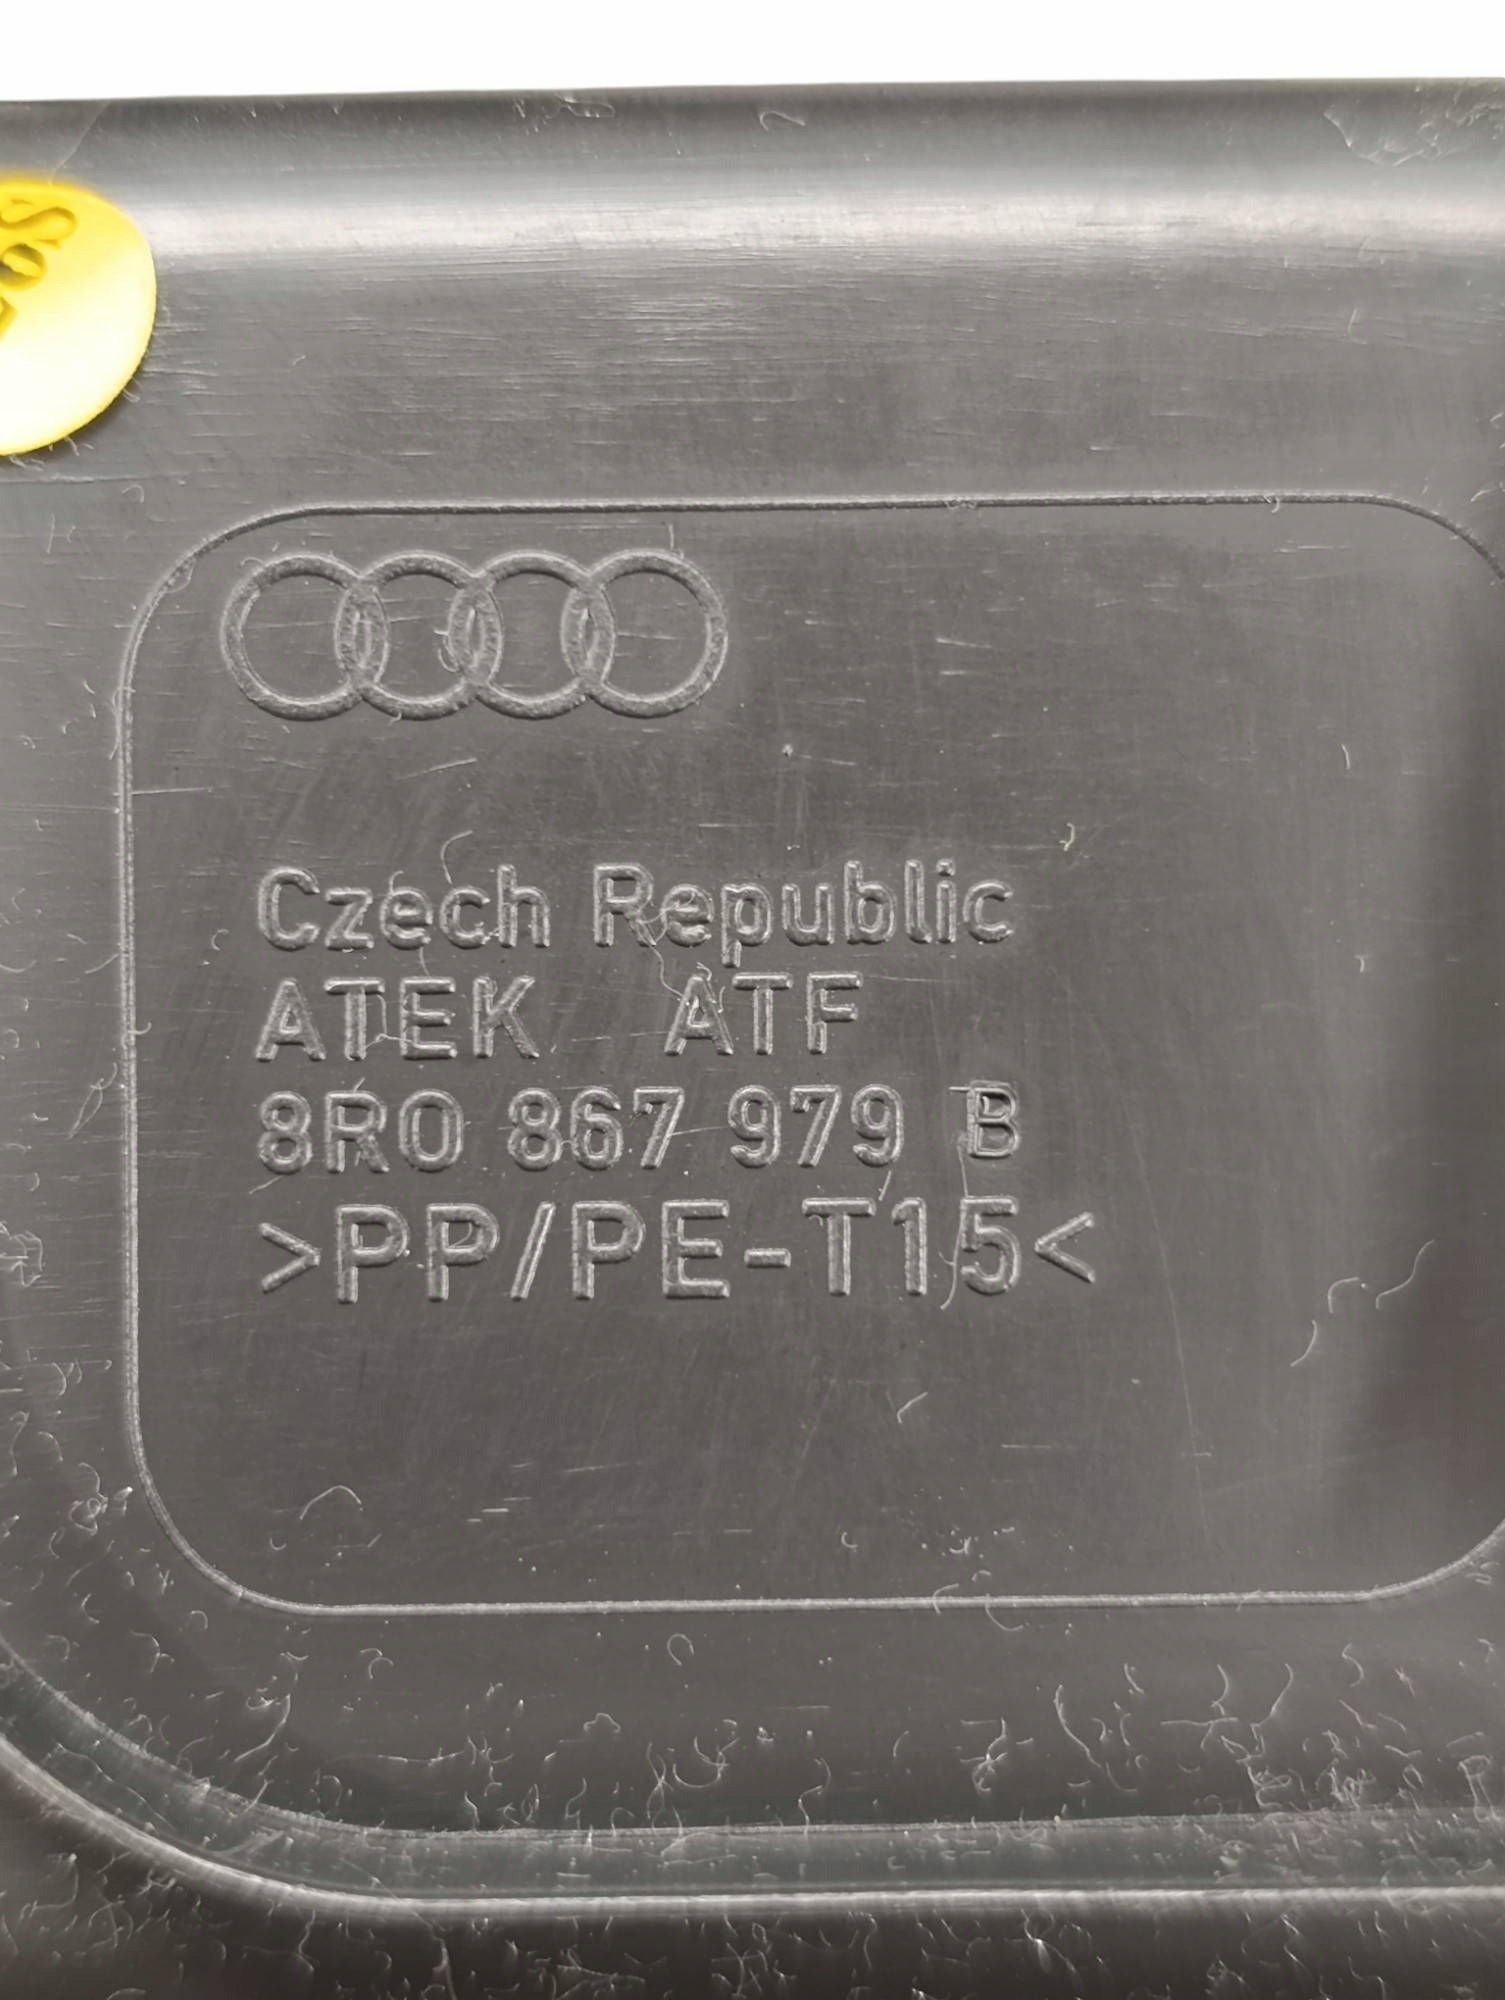 Czech Republic
ATEK ATF
8R0 867 979 B
>PP/PE-T15<